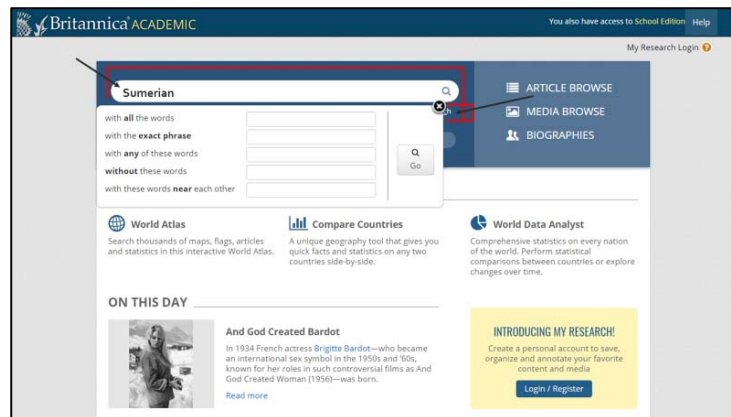 Britannica ACADEMIC
You also have access to School Edition Help
My Research Login
Sumerian
ARTICLE BROWSE
MEDIA BROWSE
BIOGRAPHIES
with all the words
with the exact phrase
with any of these words
without these words
with these words near each other
Go
World Atlas
Search thousands of maps, flags, articles
and statistics in this interactive World Atlas.
Compare Countries
A unique geography tool that gives you
quick facts and statistics on any two
countries side-by-side.
World Data Analyst
Comprehensive statistics on every nation
of the world. Perform statistical
comparisons between countries or explore
changes over time.
ON THIS DAY
And God Created Bardot
In 1934 French actress Brigitte Bardot—who became
an international sex symbol in the 1950s and '60s,
known for her roles in such controversial films as And
God Created Woman (1956)—was born.
Read more
INTRODUCING MY RESEARCH!
Create a personal account to save,
organize and annotate your favorite
content and media
Login / Register